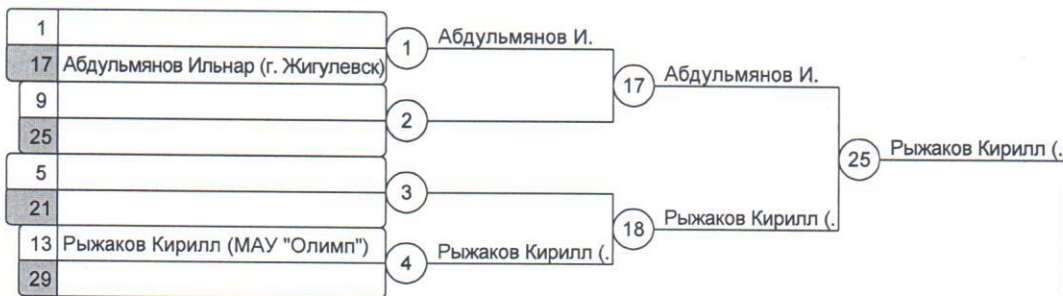 1
17 Абдульмянов Ильнар (г. Жигулевск)
9
25
5
21
13 Рыжаков Кирилл (МАУ "Олимп")
29
1 Абдульмянов И.
2
3
4 Рыжаков Кирилл (.
17 Абдульмянов И.
18 Рыжаков Кирилл (.
25 Рыжаков Кирилл (.